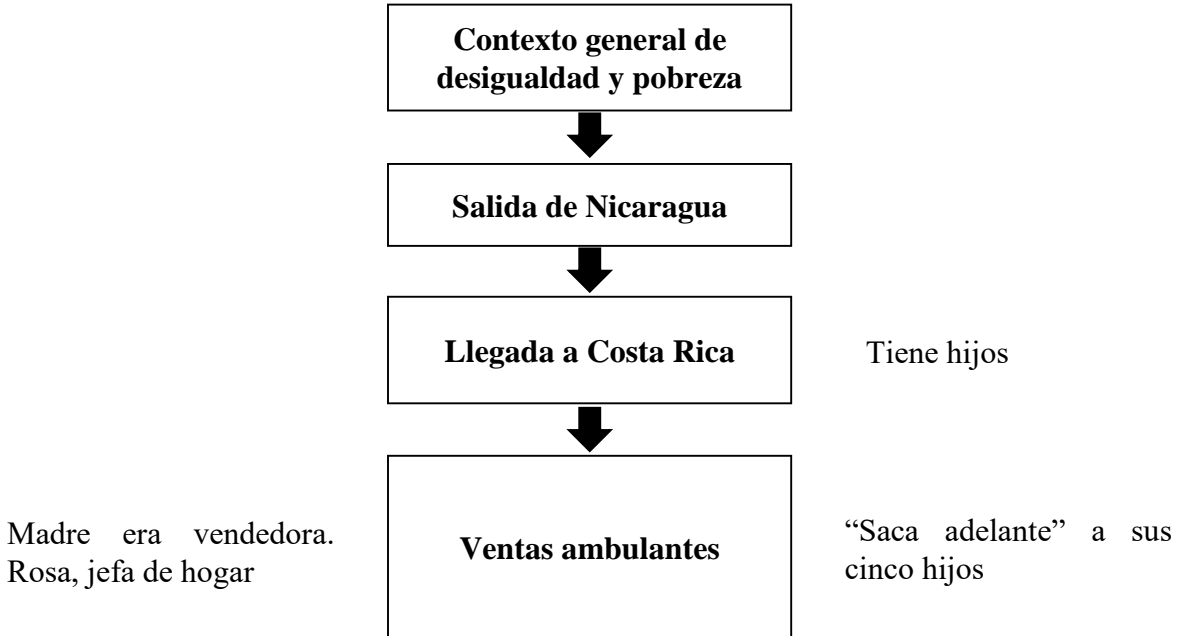 Contexto general de
desigualdad y pobreza
Salida de Nicaragua
Llegada a Costa Rica
Tiene hijos
Madre era vendedora.
Rosa, jefa de hogar
Ventas ambulantes
“Saca adelante” a sus
cinco hijos